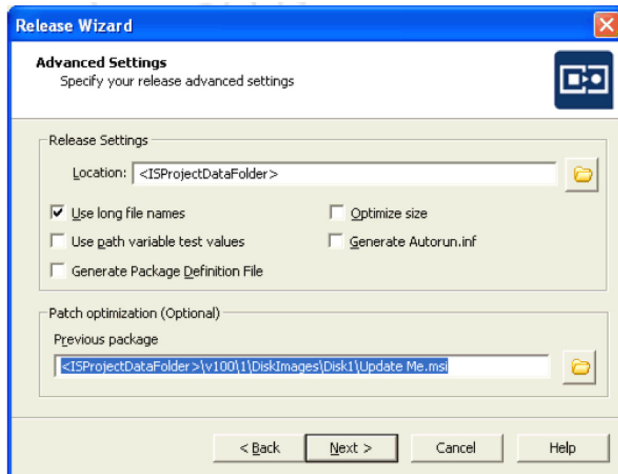 Release Wizard
Advanced Settings
Specify your release advanced settings
Release Settings
Location: <ISProjectDataFolder>
Use long file names
Optimize size
Use path variable test values
Generate Autorun.inf
Generate Package Definition File
Patch optimization (Optional)
Previous package
<ISProjectDataFolder>\v100\1\DiskImages\Disk1\Update Me.msi
< Back
Next >
Cancel
Help